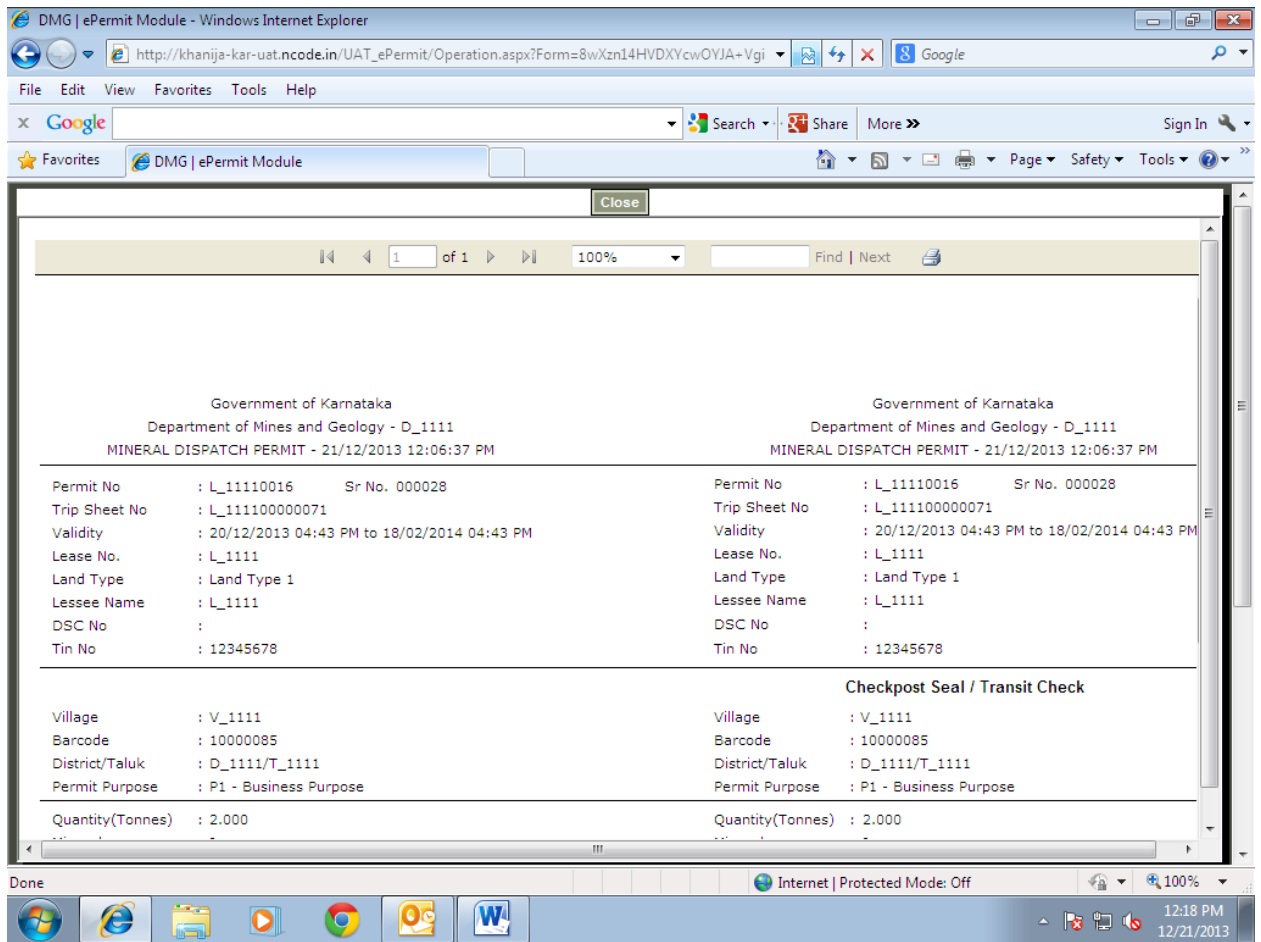 DMG | ePermit Module - Windows Internet Explorer
http://khanija-kar-uat.ncode.in/UAT_ePermit/Operation.aspx?Form=8wXzn14HVDXYcwOYJA+Vgi
Google
File Edit View Favorites Tools Help
x Google Search Share More >> Sign In
Favorites DMG | ePermit Module Page Safety Tools
Close
1 of 1 100% Find | Next
Government of Karnataka Government of Karnataka
Department of Mines and Geology - D_1111 Department of Mines and Geology - D_1111
MINERAL DISPATCH PERMIT - 21/12/2013 12:06:37 PM MINERAL DISPATCH PERMIT - 21/12/2013 12:06:37 PM
Permit No : L_11110016 Sr No. 000028 Permit No : L_11110016 Sr No. 000028
Trip Sheet No : L_111100000071 Trip Sheet No : L_111100000071
Validity : 20/12/2013 04:43 PM to 18/02/2014 04:43 PM Validity : 20/12/2013 04:43 PM to 18/02/2014 04:43 PM
Lease No. : L_1111 Lease No. : L_1111
Land Type : Land Type 1 Land Type : Land Type 1
Lessee Name : L_1111 Lessee Name : L_1111
DSC No : DSC No :
Tin No : 12345678 Tin No : 12345678
Checkpost Seal / Transit Check
Village : V_1111 Village : V_1111
Barcode : 10000085 Barcode : 10000085
District/Taluk : D_1111/T_1111 District/Taluk : D_1111/T_1111
Permit Purpose : P1 - Business Purpose Permit Purpose : P1 - Business Purpose
Quantity(Tonnes) : 2.000 Quantity(Tonnes) : 2.000
Done Internet | Protected Mode: Off 100%
12:18 PM
12/21/2013